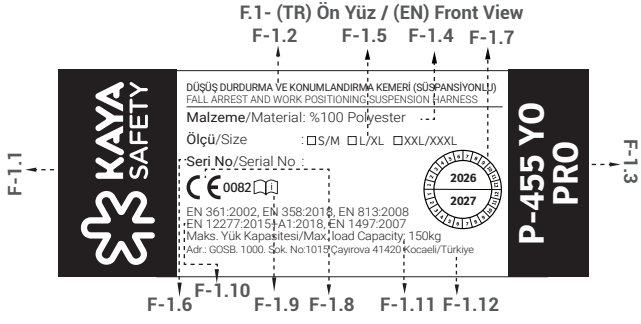 F.1- (TR) Ön Yüz / (EN) Front View
F-1.2 F-1.5 F-1.4 F-1.7
F-1.1
KAYA
SAFETY
DÜŞÜŞ DURDURMA VE KONUMLANDIRMA KEMERİ (SÜSPANSİYONLU)
FALL ARREST AND WORK POSITIONING SUSPENSION HARNESS
Malzeme/Material: %100 Polyester
Ölçü/Size : S/M L/XL XXL/XXXL
Seri No/Serial No :
CE 0082 i
EN 361:2002, EN 358:2018, EN 813:2008
EN 12277:2015+A1:2018, EN 1497:2007
Maks. Yük Kapasitesi/Max. load Capacity: 150kg
Adr.: GOSB. 1000. Sok. No:1015 Çayırova 41420 Kocaeli/Türkiye
2026
2027
P-455 YO
PRO
F-1.3
F-1.6 F-1.10 F-1.9 F-1.8 F-1.11 F-1.12